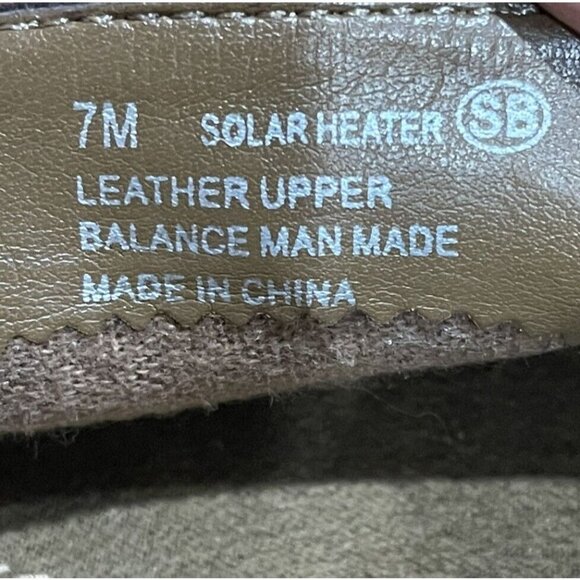 7M SOLAR HEATER SB
LEATHER UPPER
BALANCE MAN MADE
MADE IN CHINA